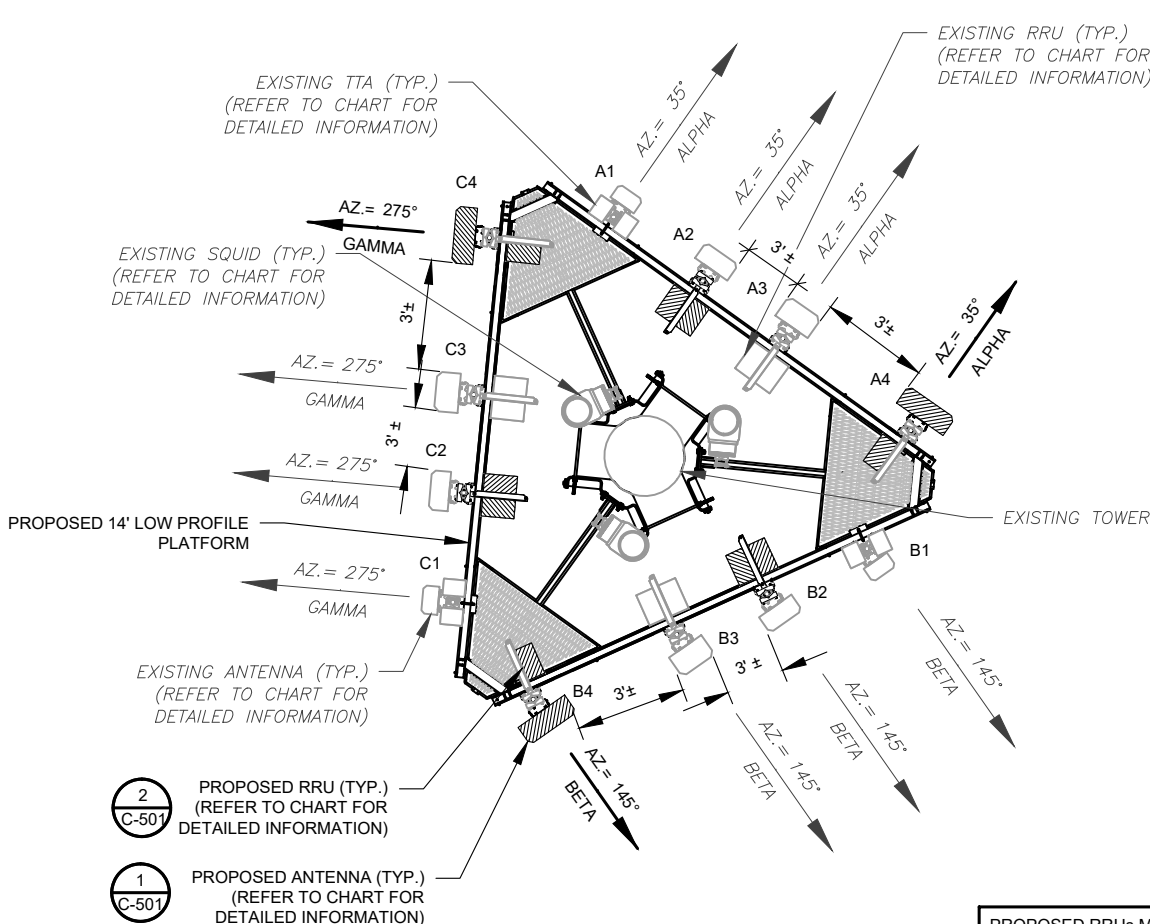 EXISTING RRU (TYP.)
(REFER TO CHART FOR
DETAILED INFORMATION)
EXISTING TTA (TYP.)
(REFER TO CHART FOR
DETAILED INFORMATION)
AZ.= 35°
ALPHA
AZ.= 35°
ALPHA
AZ.= 35°
ALPHA
AZ.= 35°
ALPHA
A1
A2
A3
A4
3'±
3'±
C4
AZ.= 275°
GAMMA
EXISTING SQUID (TYP.)
(REFER TO CHART FOR
DETAILED INFORMATION)
3'±
C3
AZ.= 275°
GAMMA
3'±
C2
AZ.= 275°
GAMMA
PROPOSED 14' LOW PROFILE
PLATFORM
EXISTING TOWER
C1
AZ.= 275°
GAMMA
EXISTING ANTENNA (TYP.)
(REFER TO CHART FOR
DETAILED INFORMATION)
B1
B2
B3
B4
3'±
3'±
AZ.= 145°
BETA
AZ.= 145°
BETA
AZ.= 145°
BETA
AZ.= 145°
BETA
2
C-501
PROPOSED RRU (TYP.)
(REFER TO CHART FOR
DETAILED INFORMATION)
1
C-501
PROPOSED ANTENNA (TYP.)
(REFER TO CHART FOR
DETAILED INFORMATION)
PROPOSED RRUs